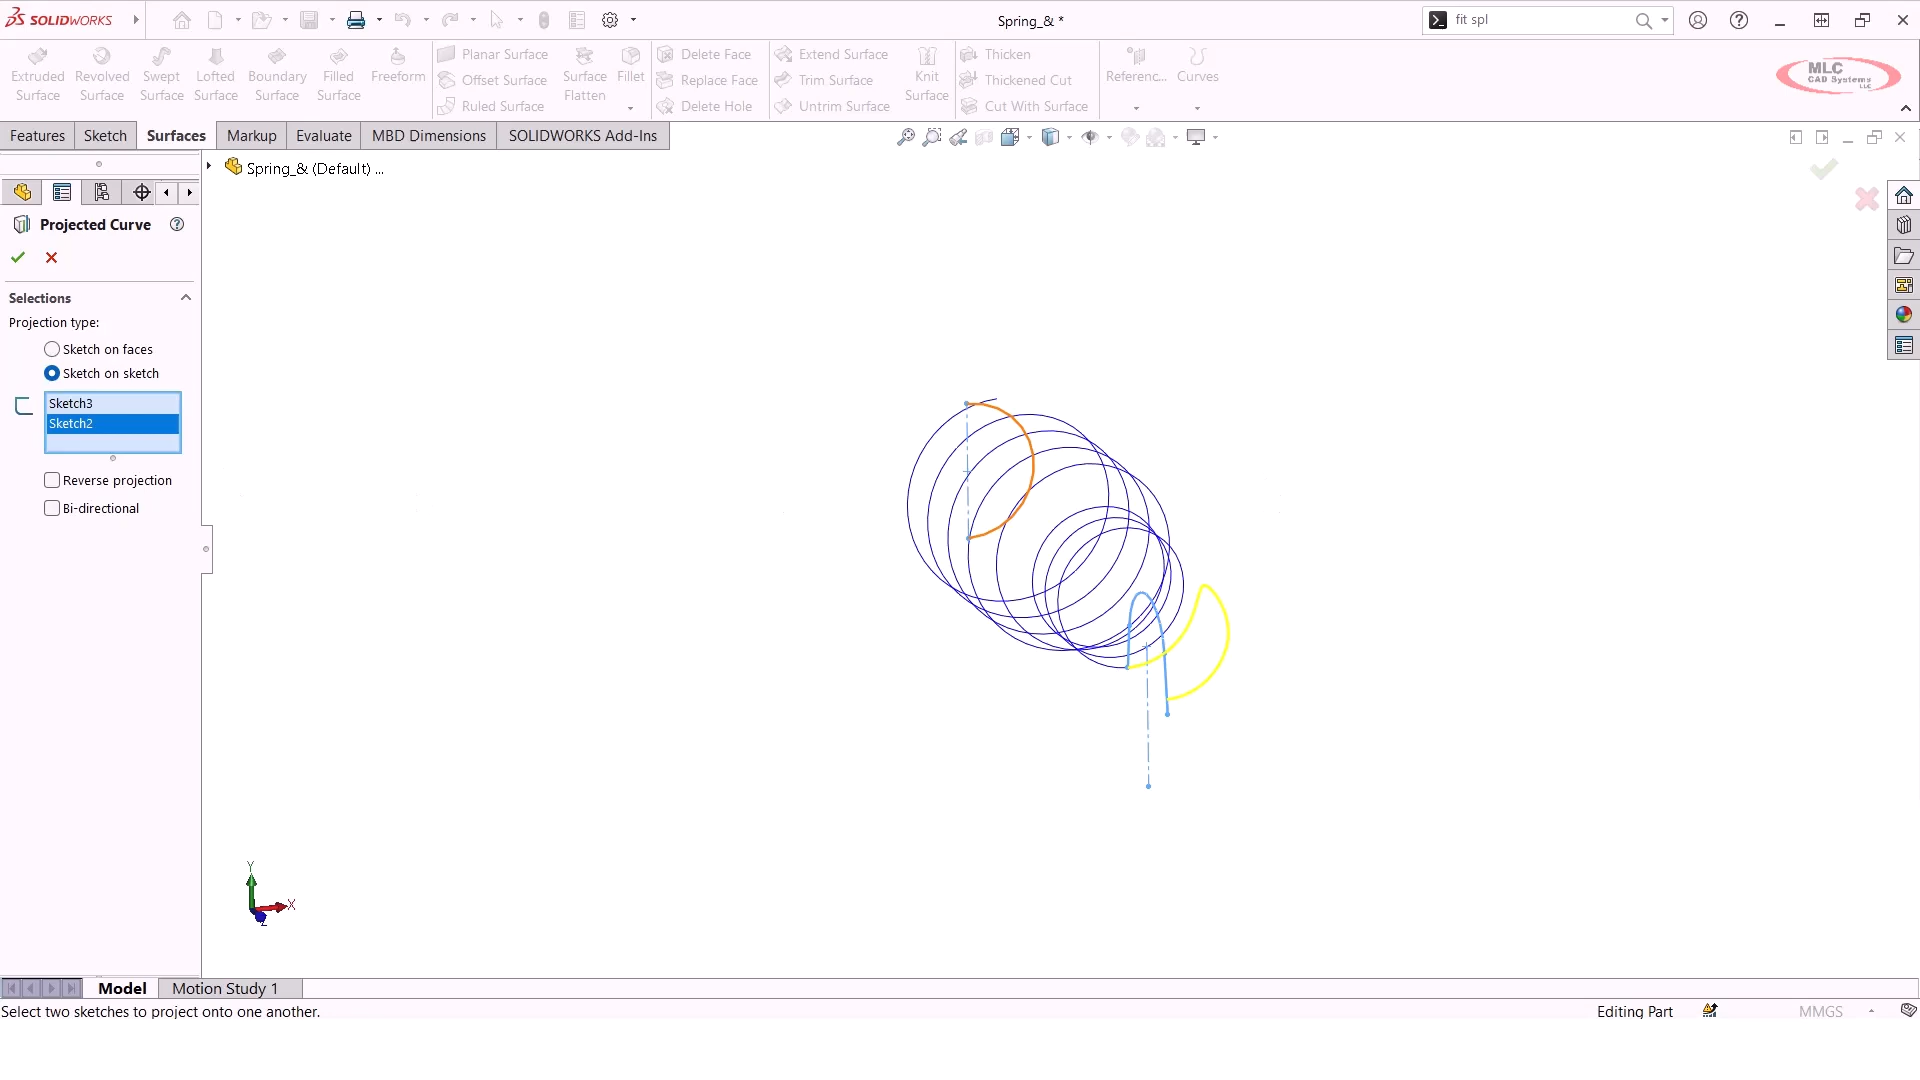 SOLIDWORKS
Spring_& *
fit spl
Extruded Surface
Revolved Surface
Swept Surface
Lofted Surface
Boundary Surface
Filled Surface
Freeform
Planar Surface
Offset Surface
Ruled Surface
Surface Flatten
Fillet
Delete Face
Replace Face
Delete Hole
Extend Surface
Trim Surface
Untrim Surface
Knit Surface
Thicken
Thickened Cut
Cut With Surface
Referenc...
Curves
MLC
CAD Systems
LLC
Features
Sketch
Surfaces
Markup
Evaluate
MBD Dimensions
SOLIDWORKS Add-Ins
Spring_& (Default) ...
Projected Curve
Selections
Projection type:
Sketch on faces
Sketch on sketch
Sketch3
Sketch2
Reverse projection
Bi-directional
Y
X
Z
Model
Motion Study 1
Select two sketches to project onto one another.
Editing Part
MMGS